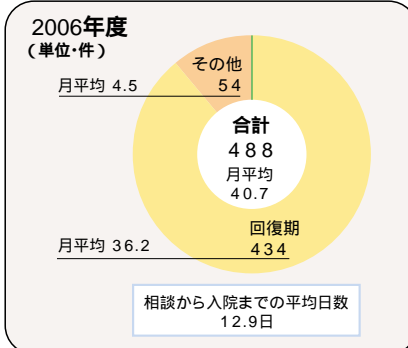 2006年度
（単位・件）
その他
月平均 4.5
54
合計
488
月平均
40.7
回復期
月平均 36.2
434
相談から入院までの平均日数
12.9日